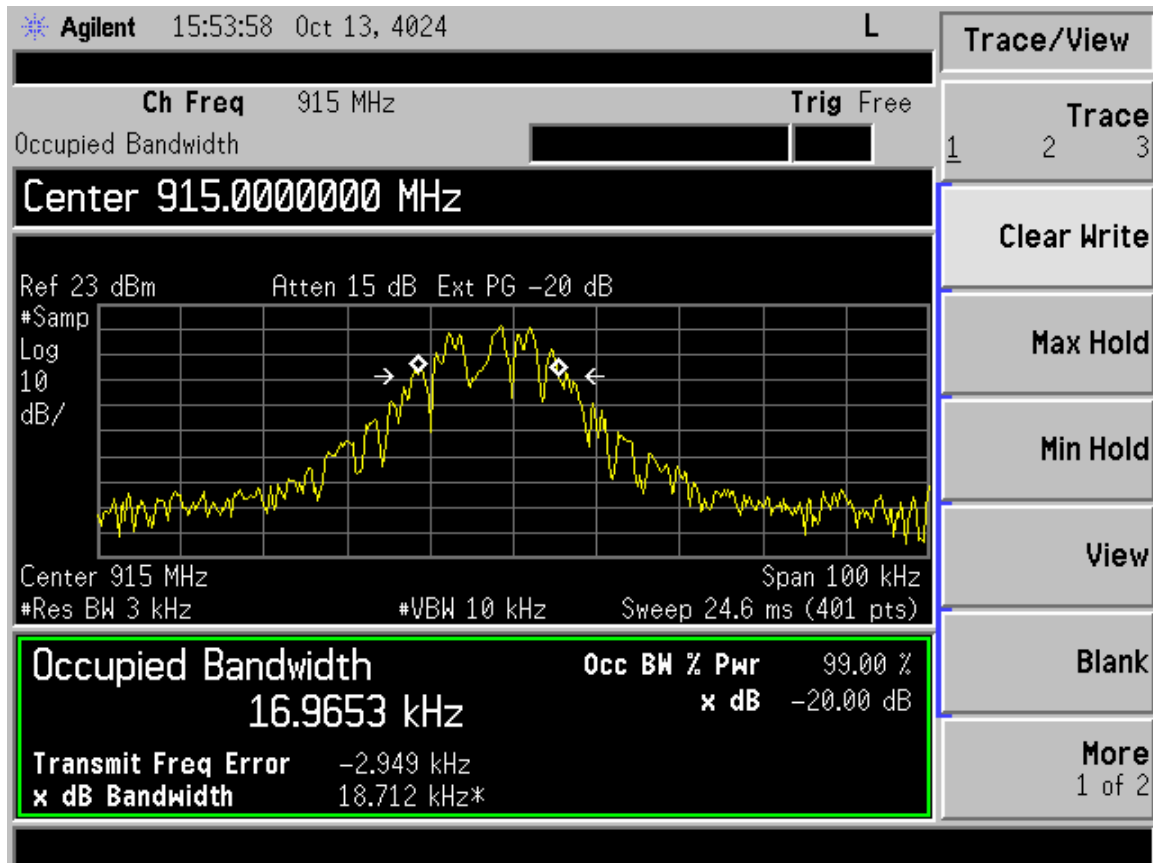 Agilent 15:53:58 Oct 13, 4024 L
Trace/View
Ch Freq 915 MHz Trig Free
Occupied Bandwidth
Trace
1 2 3
Center 915.0000000 MHz
Clear Write
Ref 23 dBm Atten 15 dB Ext PG -20 dB
#Samp
Log
10
dB/
Max Hold
Min Hold
View
Center 915 MHz Span 100 kHz
#Res BW 3 kHz #VBW 10 kHz Sweep 24.6 ms (401 pts)
Occupied Bandwidth Occ BW % Pwr 99.00 %
16.9653 kHz x dB -20.00 dB
Blank
Transmit Freq Error -2.949 kHz
x dB Bandwidth 18.712 kHz*
More
1 of 2